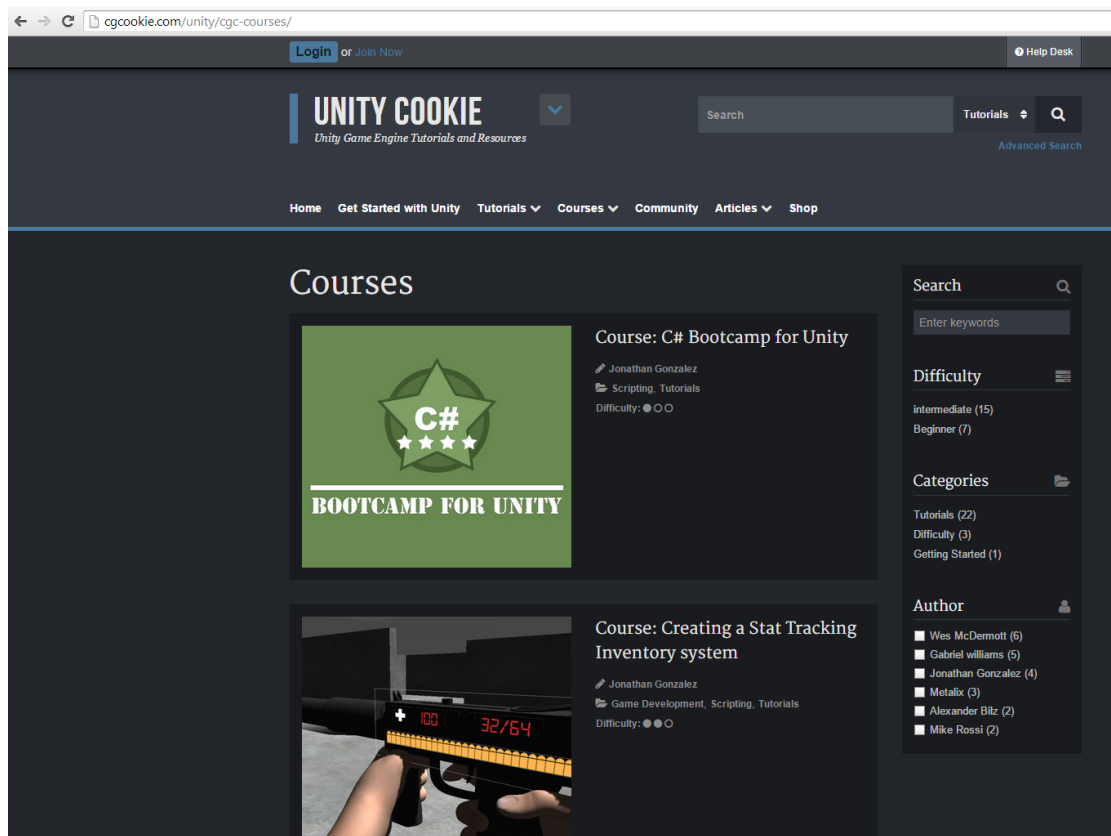 cgcookie.com/unity/cgc-courses/
Login or Join Now
Help Desk
UNITY COOKIE
Unity Game Engine Tutorials and Resources
Search
Tutorials
Advanced Search
Home Get Started with Unity Tutorials Courses Community Articles Shop
Courses
C#
BOOTCAMP FOR UNITY
Course: C# Bootcamp for Unity
Jonathan Gonzalez
Scripting, Tutorials
Difficulty:
100 32/64
Course: Creating a Stat Tracking
Inventory system
Jonathan Gonzalez
Game Development, Scripting, Tutorials
Difficulty:
Search
Enter keywords
Difficulty
intermediate (15)
Beginner (7)
Categories
Tutorials (22)
Difficulty (3)
Getting Started (1)
Author
Wes McDermott (6)
Gabriel williams (5)
Jonathan Gonzalez (4)
Metalix (3)
Alexander Bilz (2)
Mike Rossi (2)